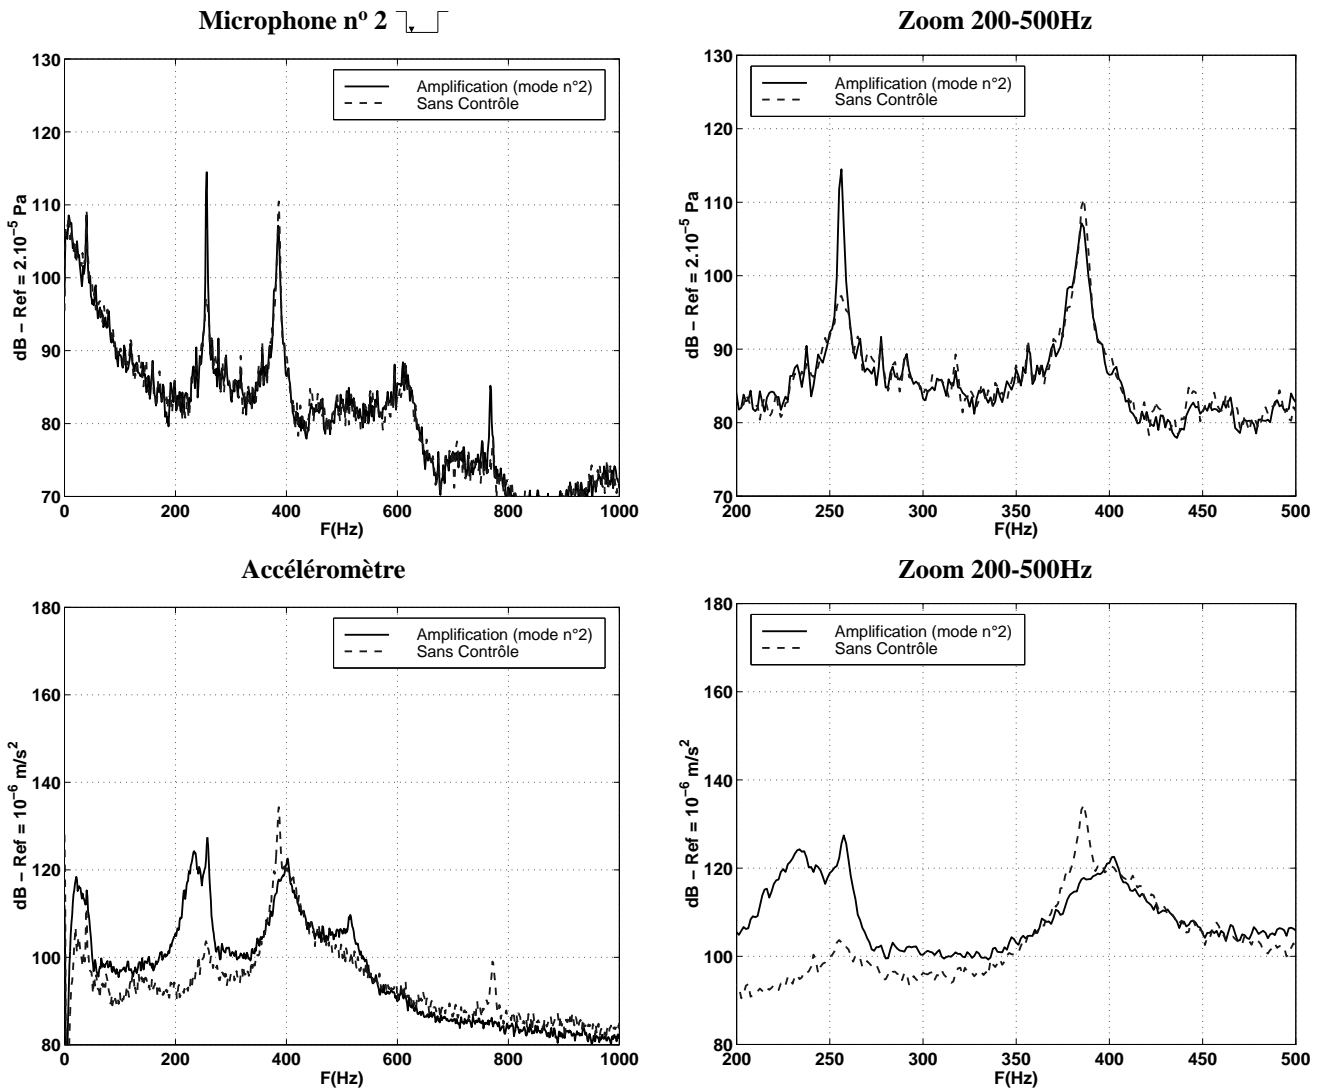 Microphone nº 2
130
120
110
100
90
80
70
0
200
400
600
800
1000
F(Hz)
dB − Ref = 2.10⁻⁵ Pa
Amplification (mode n°2)
Sans Contrôle
Zoom 200-500Hz
130
120
110
100
90
80
70
200
250
300
350
400
450
500
F(Hz)
dB − Ref = 2.10⁻⁵ Pa
Amplification (mode n°2)
Sans Contrôle
Accéléromètre
180
160
140
120
100
80
0
200
400
600
800
1000
F(Hz)
dB − Ref = 10⁻⁶ m/s²
Amplification (mode n°2)
Sans Contrôle
Zoom 200-500Hz
180
160
140
120
100
80
200
250
300
350
400
450
500
F(Hz)
dB − Ref = 10⁻⁶ m/s²
Amplification (mode n°2)
Sans Contrôle